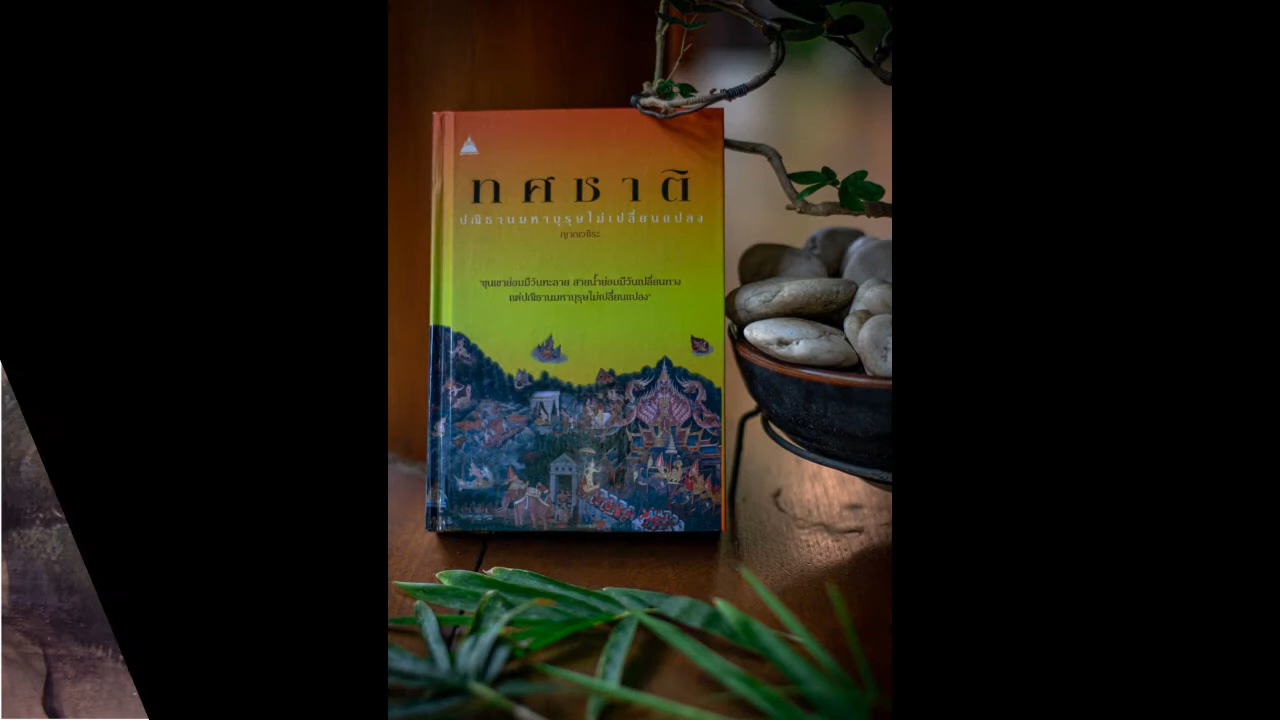 ทศชาติ
ปณิธานมหาบุรุษไม่เปลี่ยนแปลง
ญาณวชิระ
"ขุนเขาย่อมมีวันทะลาย สายน้ำย่อมมีวันเปลี่ยนทาง
แต่ปณิธานมหาบุรุษไม่เปลี่ยนแปลง"